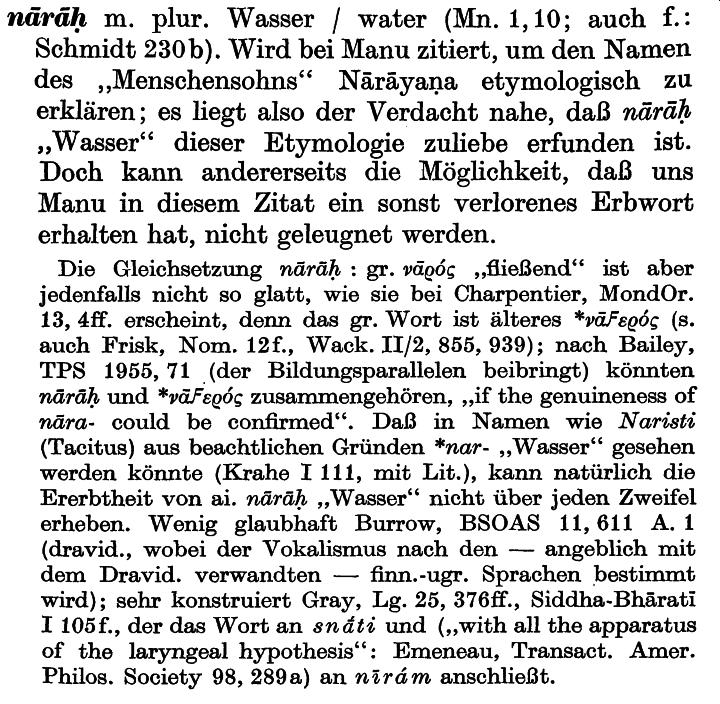 nārāḥ m. plur. Wasser / water (Mn. 1,10; auch f.:
Schmidt 230b). Wird bei Manu zitiert, um den Namen
des „Menschensohns“ Nārāyaṇa etymologisch zu
erklären; es liegt also der Verdacht nahe, daß nārāḥ
„Wasser“ dieser Etymologie zuliebe erfunden ist.
Doch kann andererseits die Möglichkeit, daß uns
Manu in diesem Zitat ein sonst verlorenes Erbwort
erhalten hat, nicht geleugnet werden.
Die Gleichsetzung nārāḥ : gr. νᾱρός „fließend“ ist aber
jedenfalls nicht so glatt, wie sie bei Charpentier, MondOr.
13, 4ff. erscheint, denn das gr. Wort ist älteres *νᾱϜερός (s.
auch Frisk, Nom. 12f., Wack. II/2, 855, 939); nach Bailey,
TPS 1955, 71 (der Bildungsparallelen beibringt) könnten
nārāḥ und *νᾱϜερός zusammengehören, „if the genuineness of
nāra- could be confirmed“. Daß in Namen wie Naristi
(Tacitus) aus beachtlichen Gründen *nar- „Wasser“ gesehen
werden könnte (Krahe I 111, mit Lit.), kann natürlich die
Ererbtheit von ai. nārāḥ „Wasser“ nicht über jeden Zweifel
erheben. Wenig glaubhaft Burrow, BSOAS 11, 611 A. 1
(dravid., wobei der Vokalismus nach den — angeblich mit
dem Dravid. verwandten — finn.-ugr. Sprachen bestimmt
wird); sehr konstruiert Gray, Lg. 25, 376ff., Siddha-Bhāratī
I 105f., der das Wort an snā́ti und („with all the apparatus
of the laryngeal hypothesis“: Emeneau, Transact. Amer.
Philos. Society 98, 289a) an nīrám anschließt.